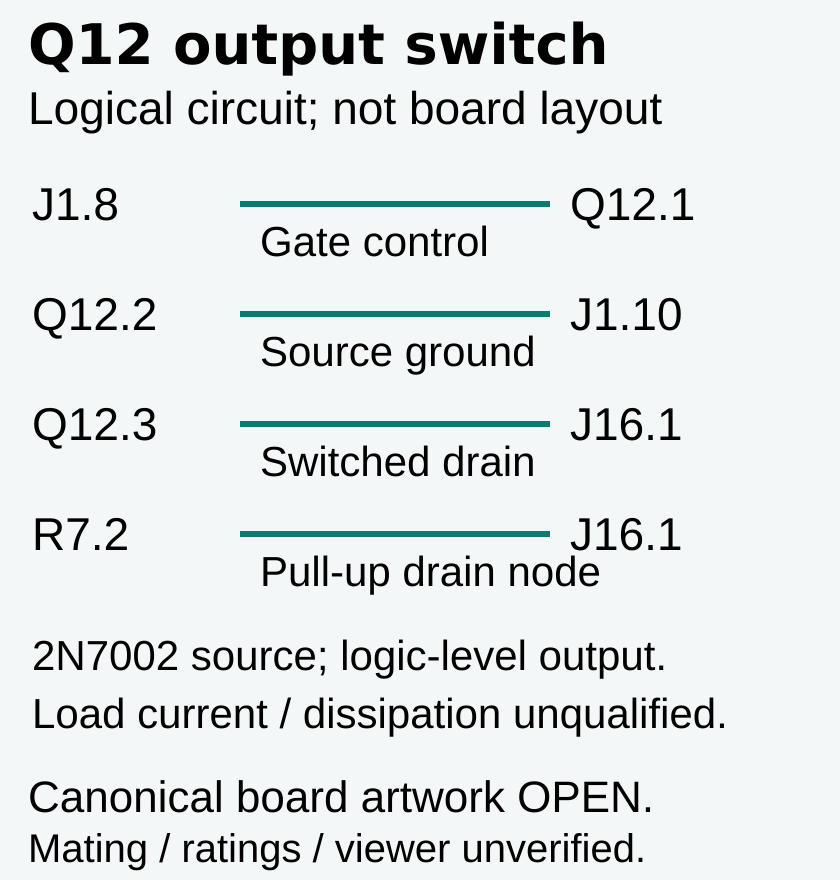 Q12 output switch
Logical circuit; not board layout
J1.8 Q12.1
Gate control
Q12.2 J1.10
Source ground
Q12.3 J16.1
Switched drain
R7.2 J16.1
Pull-up drain node
2N7002 source; logic-level output.
Load current / dissipation unqualified.
Canonical board artwork OPEN.
Mating / ratings / viewer unverified.